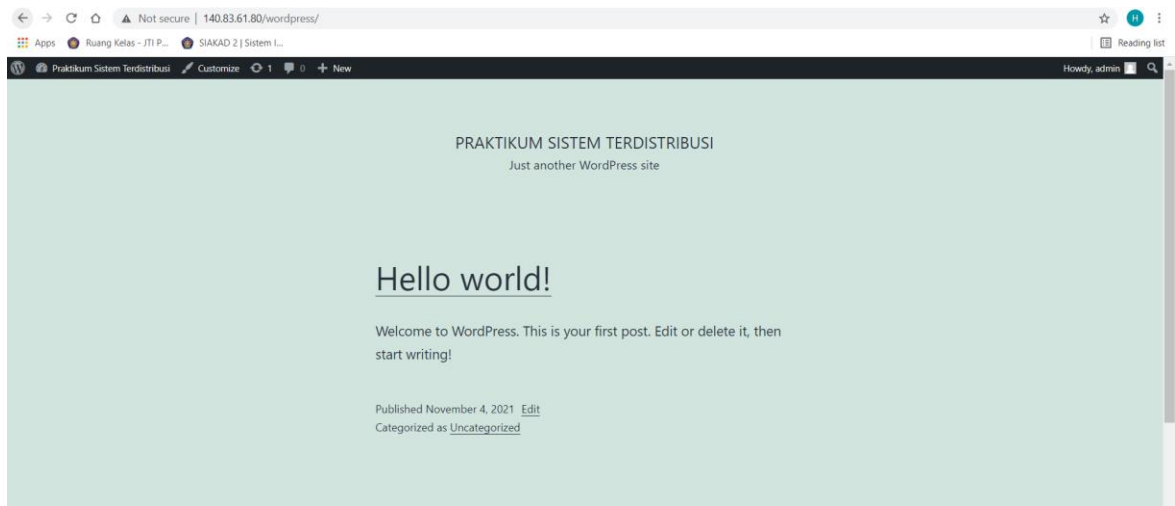 Not secure | 140.83.61.80/wordpress/
H
Apps Ruang Kelas - JTI P... SIAKAD 2 | Sistem I... Reading list
Praktikum Sistem Terdistribusi Customize 1 0 + New Howdy, admin
PRAKTIKUM SISTEM TERDISTRIBUSI
Just another WordPress site
Hello world!
Welcome to WordPress. This is your first post. Edit or delete it, then
start writing!
Published November 4, 2021 Edit
Categorized as Uncategorized